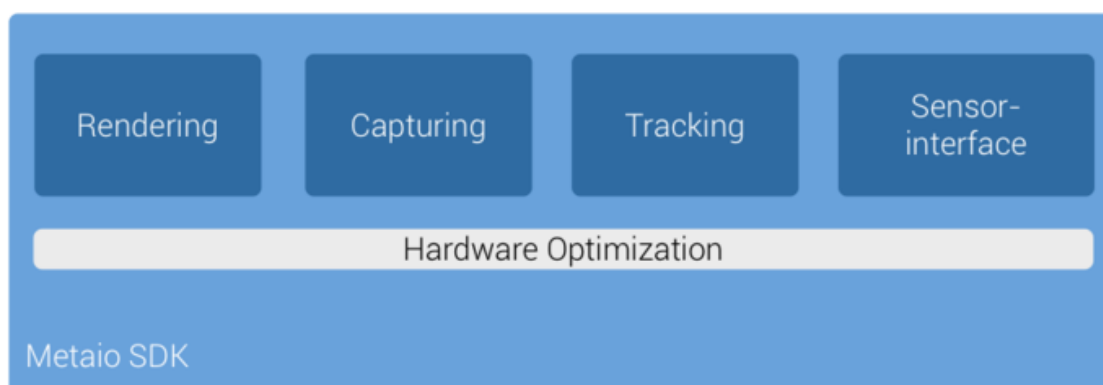 Rendering
Capturing
Tracking
Sensor-
interface
Hardware Optimization
Metaio SDK